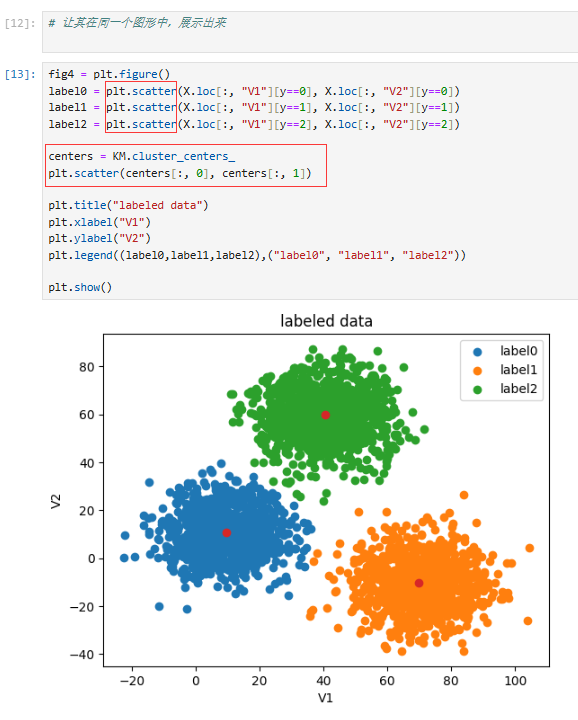 [12]: # 让其在同一个图形中，展示出来
[13]: fig4 = plt.figure()
label0 = plt.scatter(X.loc[:, "V1"][y==0], X.loc[:, "V2"][y==0])
label1 = plt.scatter(X.loc[:, "V1"][y==1], X.loc[:, "V2"][y==1])
label2 = plt.scatter(X.loc[:, "V1"][y==2], X.loc[:, "V2"][y==2])
centers = KM.cluster_centers_
plt.scatter(centers[:, 0], centers[:, 1])
plt.title("labeled data")
plt.xlabel("V1")
plt.ylabel("V2")
plt.legend((label0,label1,label2),("label0", "label1", "label2"))
plt.show()
labeled data
label0
label1
label2
80
60
40
20
0
−20
−40
V2
−20 0 20 40 60 80 100
V1